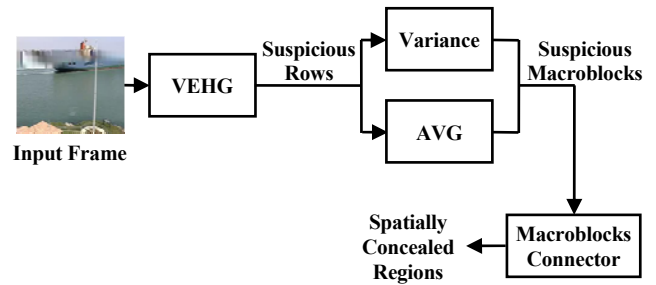 Input Frame
VEHG
Suspicious
Rows
Variance
AVG
Suspicious
Macroblocks
Macroblocks
Connector
Spatially
Concealed
Regions